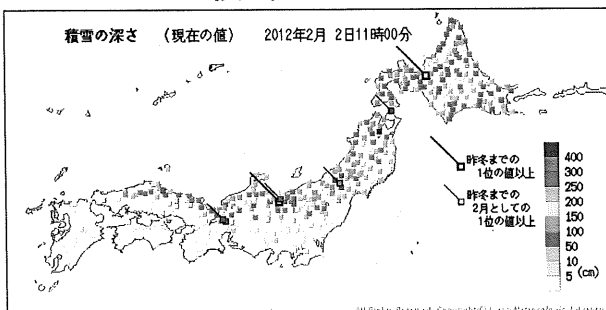 積雪の深さ （現在の値） 2012年2月 2日11時00分
昨冬までの
1位の値以上
昨冬までの
2月としての
1位の値以上
400
300
250
200
150
100
50
10
5 (cm)